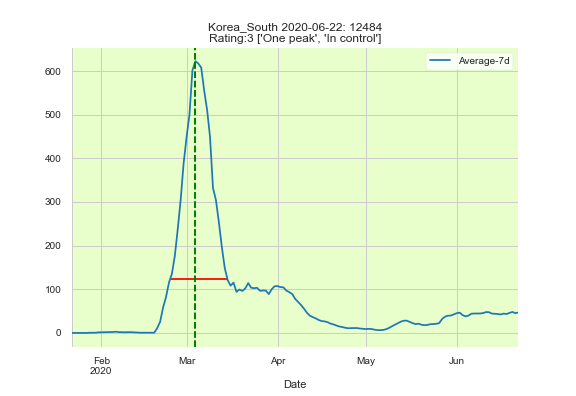 Korea_South 2020-06-22: 12484
Rating:3 ['One peak', 'In control']
Average-7d
600
500
400
300
200
100
0
Feb Mar Apr May Jun
2020
Date